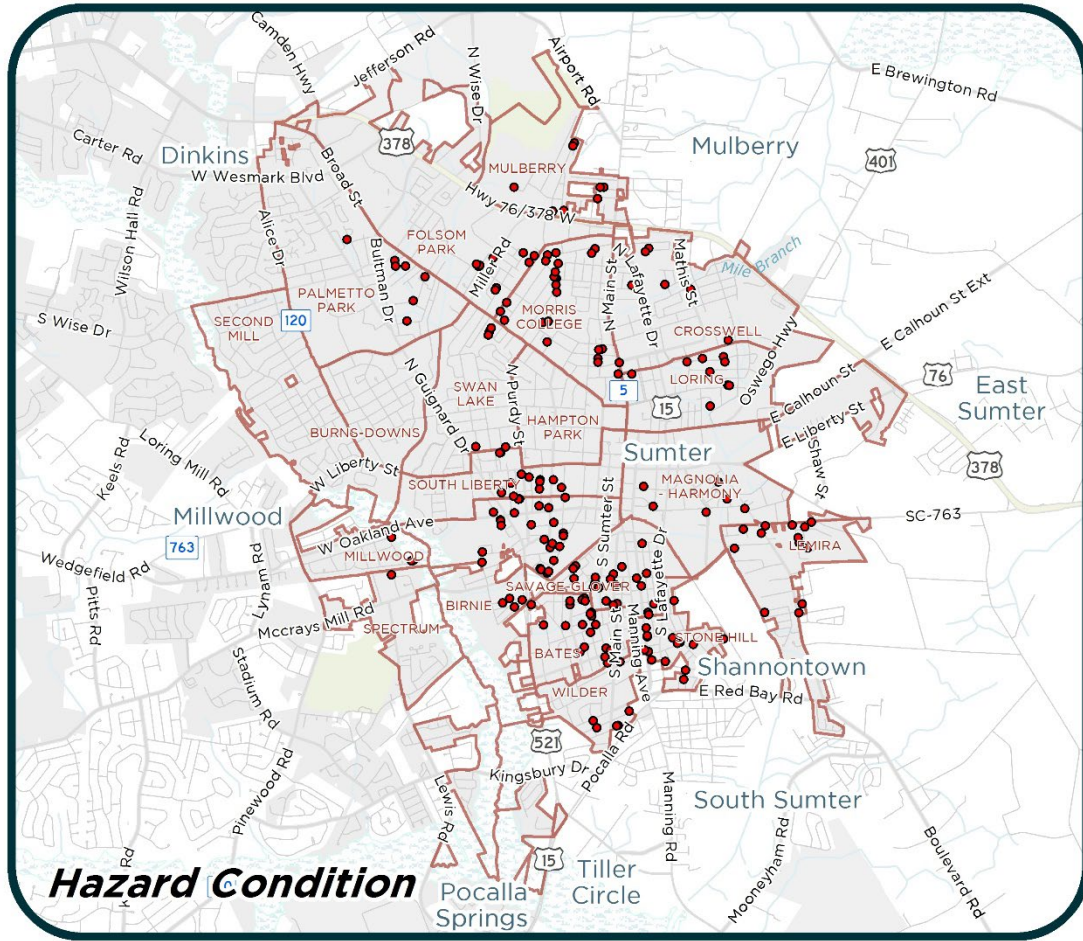 Camden Hwy
Jefferson Rd
N Wise Dr
Airport Rd
E Brewington Rd
Carter Rd
Dinkins
W Wesmark Blvd
378
Broad St
MULBERRY
Mulberry
401
Hwy 76/378 W
Wilson Hall Rd
Alice Dr
FOLSOM
PARK
Bultman Dr
Miller Rd
N Main St
N Lafayette Dr
Mathis St
Mile Branch
PALMETTO
PARK
MORRIS
COLLEGE
S Wise Dr
SECOND
MILL
120
CROSSWELL
Oswego Hwy
E Calhoun St Ext
N Guignard Dr
SWAN
LAKE
N Purdy St
5
LORING
15
76
East
Sumter
E Calhoun St
E Liberty St
HAMPTON
PARK
BURNS-DOWNS
Sumter
Keels Rd
Loring Mill Rd
W Liberty St
SOUTH LIBERTY
MAGNOLIA
- HARMONY
Shaw St
378
Millwood
W Oakland Ave
S Sumter St
SC-763
763
MILLWOOD
LEMIRA
Wedgefield Rd
Lynam Rd
Pitts Rd
SAVAGE-GLOVER
S Lafayette Dr
BIRNIE
Mccrays Mill Rd
SPECTRUM
Manning Ave
S Main St
STONE HILL
BATES
Shannontown
Stadium Rd
WILDER
E Red Bay Rd
521
Pocalla Rd
Pinewood Rd
Kingsbury Dr
Lewis Rd
Manning Rd
South Sumter
Mooneyham Rd
Boulevard Rd
15
Tiller
Circle
Rd
Hazard Condition
Pocalla
Springs